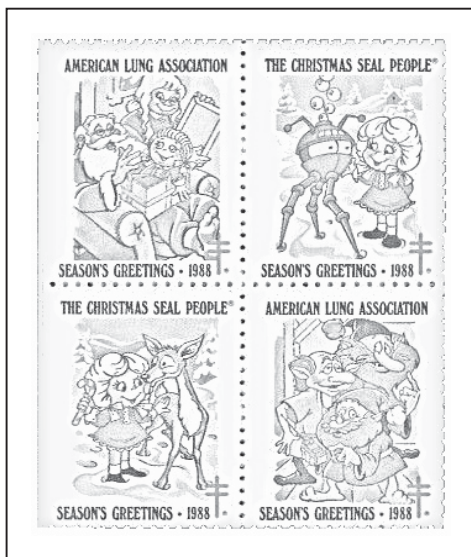 AMERICAN LUNG ASSOCIATION
SEASON'S GREETINGS · 1988
THE CHRISTMAS SEAL PEOPLE®
SEASON'S GREETINGS · 1988
THE CHRISTMAS SEAL PEOPLE®
SEASON'S GREETINGS · 1988
AMERICAN LUNG ASSOCIATION
SEASON'S GREETINGS · 1988